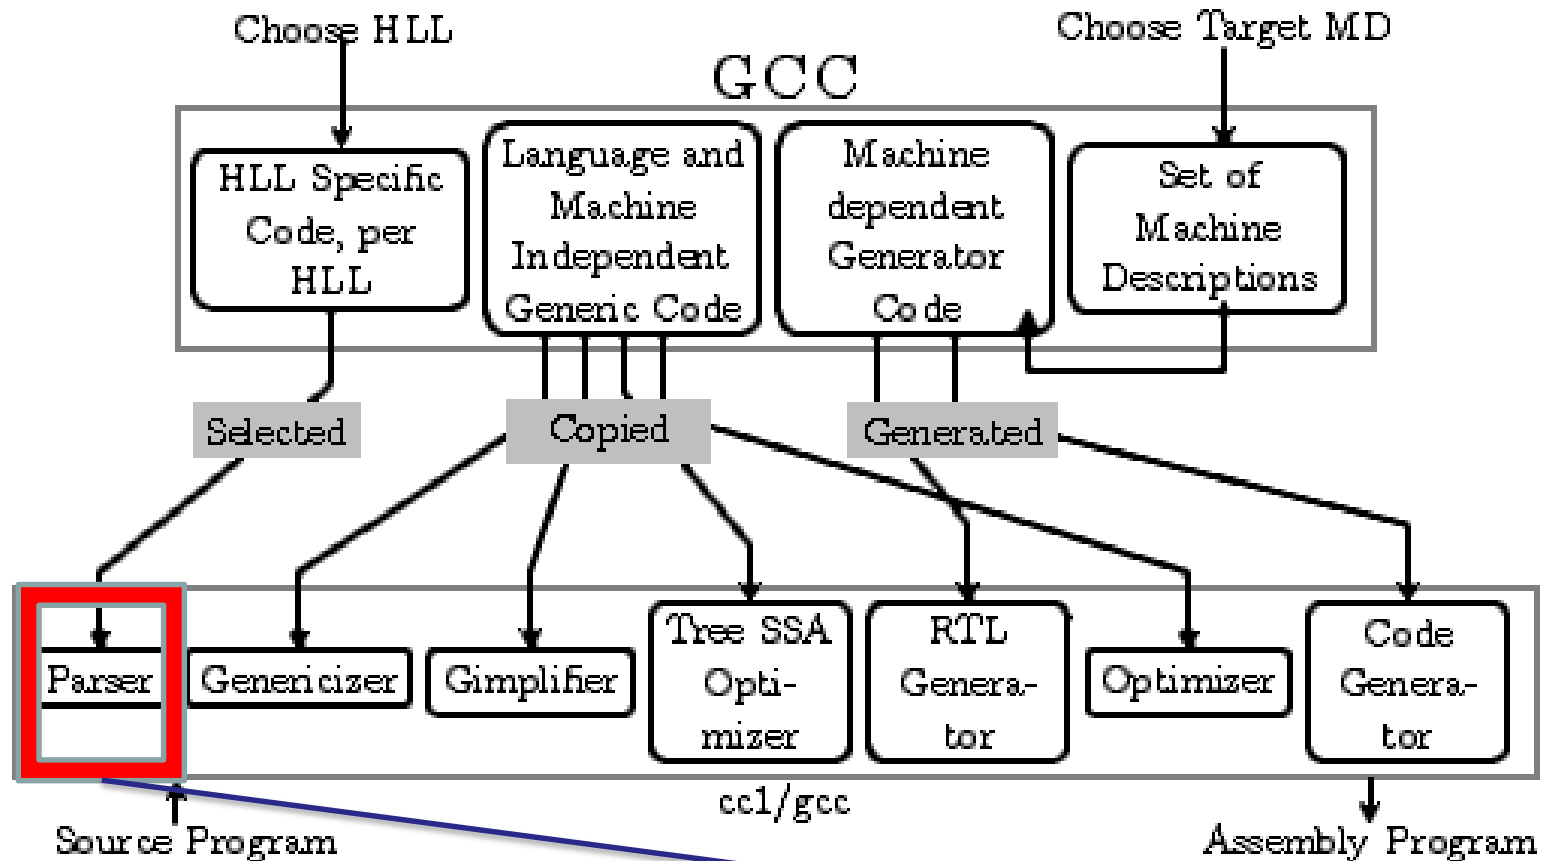 Choose HLL
Choose Target MD
GCC
HLL Specific
Code, per
HLL
Language and
Machine
Independent
Generic Code
Machine
dependent
Generator
Code
Set of
Machine
Descriptions
Selected
Copied
Generated
Parser
Genericizer
Gimplifier
Tree SSA
Opti-
mizer
RTL
Genera-
tor
Optimizer
Code
Genera-
tor
cc1/gcc
Source Program
Assembly Program